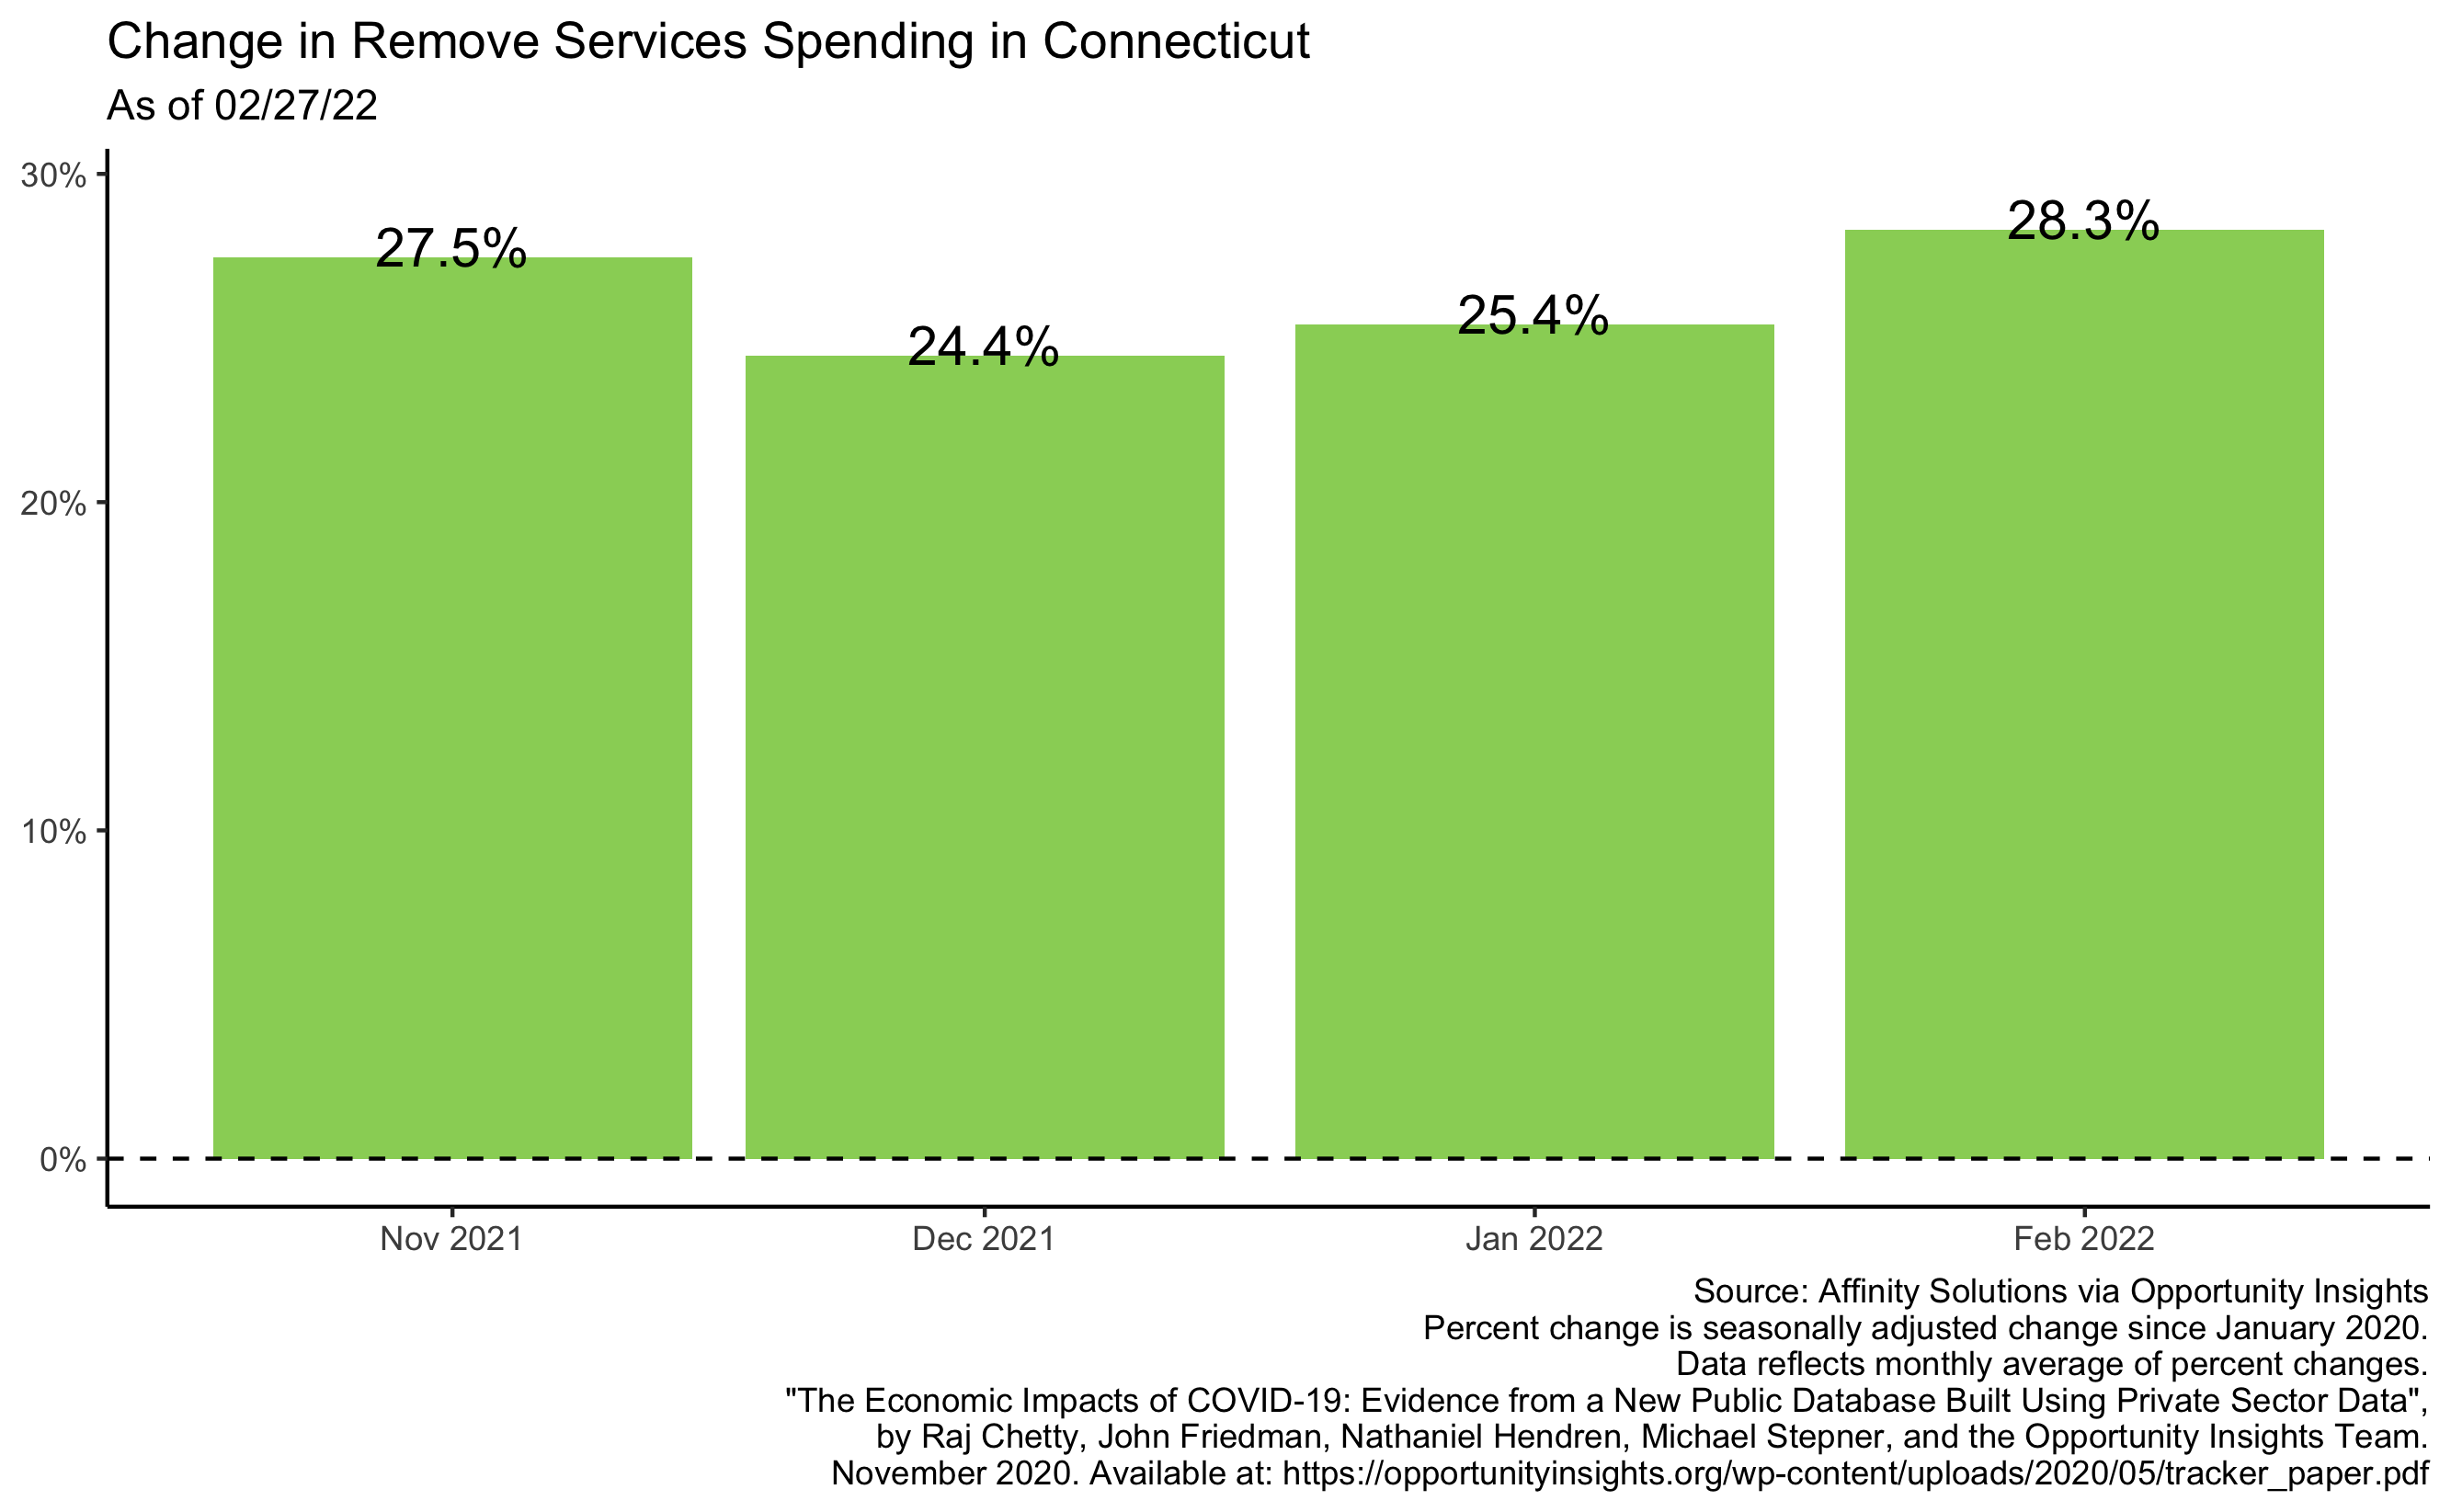 Change in Remove Services Spending in Connecticut
As of 02/27/22
30%
20%
10%
0%
27.5%
24.4%
25.4%
28.3%
Nov 2021
Dec 2021
Jan 2022
Feb 2022
Source: Affinity Solutions via Opportunity Insights
Percent change is seasonally adjusted change since January 2020.
Data reflects monthly average of percent changes.
"The Economic Impacts of COVID-19: Evidence from a New Public Database Built Using Private Sector Data",
by Raj Chetty, John Friedman, Nathaniel Hendren, Michael Stepner, and the Opportunity Insights Team.
November 2020. Available at: https://opportunityinsights.org/wp-content/uploads/2020/05/tracker_paper.pdf